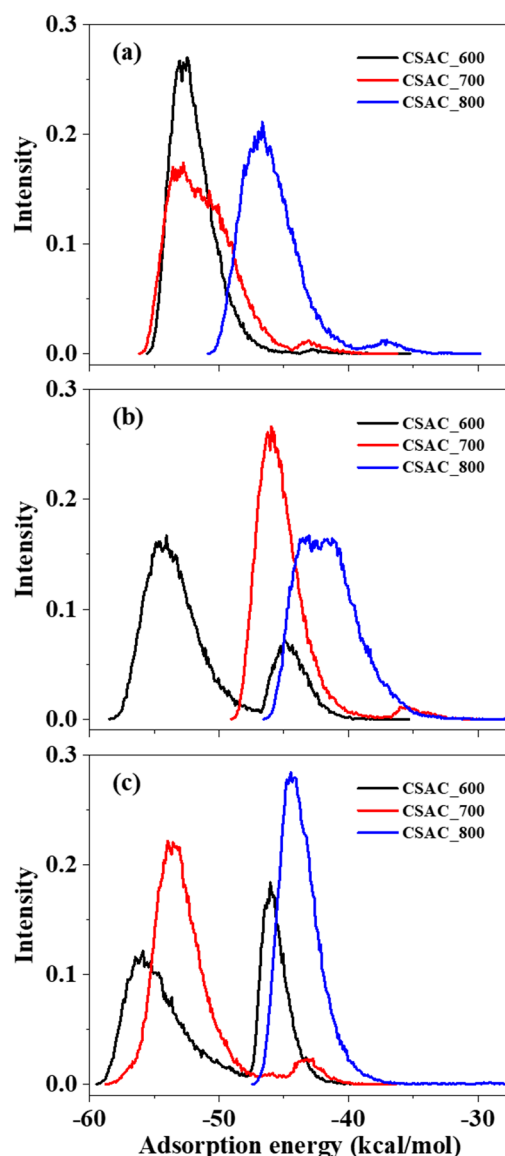 0.3
(a)
CSAC_600
CSAC_700
CSAC_800
0.2
Intensity
0.1
0.0
0.3
(b)
CSAC_600
CSAC_700
CSAC_800
0.2
Intensity
0.1
0.0
0.3
(c)
CSAC_600
CSAC_700
CSAC_800
0.2
Intensity
0.1
0.0
-60 -50 -40 -30
Adsorption energy (kcal/mol)